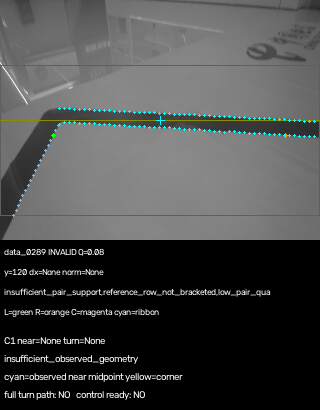 data_0289 INVALID Q=0.08
y=120 dx=None norm=None
insufficient_pair_support,reference_row_not_bracketed,low_pair_qua
L=green R=orange C=magenta cyan=ribbon
C1 near=None turn=None
insufficient_observed_geometry
cyan=observed near midpoint yellow=corner
full turn path: NO control ready: NO